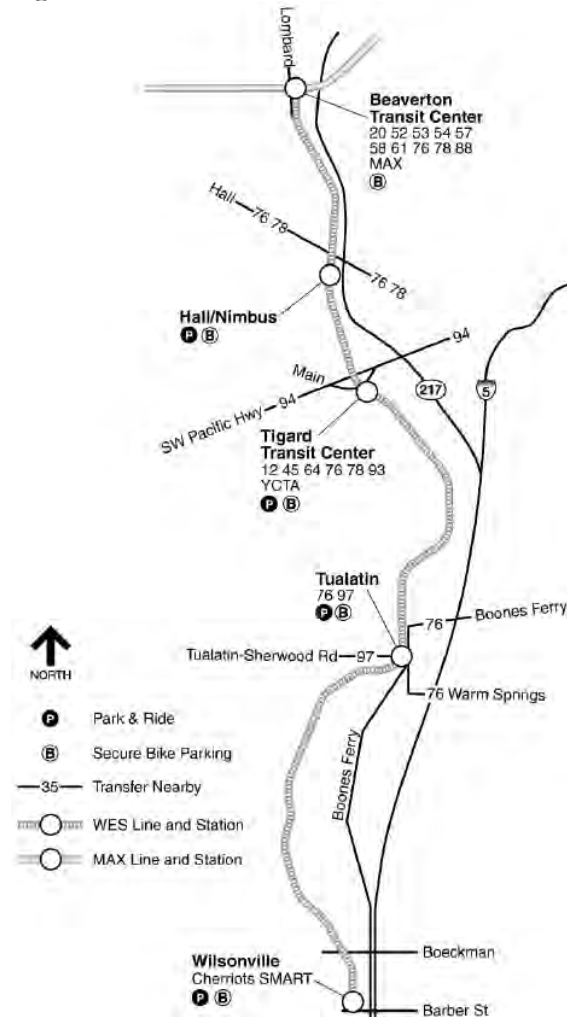 Lombard
Beaverton
Transit Center
20 52 53 54 57
58 61 76 78 88
MAX
B
Hall 76 78
76 78
Hall/Nimbus
P B
94
Main
217
5
SW Pacific Hwy 94
Tigard
Transit Center
12 45 64 76 78 93
YCTA
P B
Tualatin
76 97
P B
76 Boones Ferry
Tualatin-Sherwood Rd 97
76 Warm Springs
NORTH
P Park & Ride
B Secure Bike Parking
35 Transfer Nearby
WES Line and Station
MAX Line and Station
Boones Ferry
Wilsonville
Cherriots SMART
P B
Boeckman
Barber St